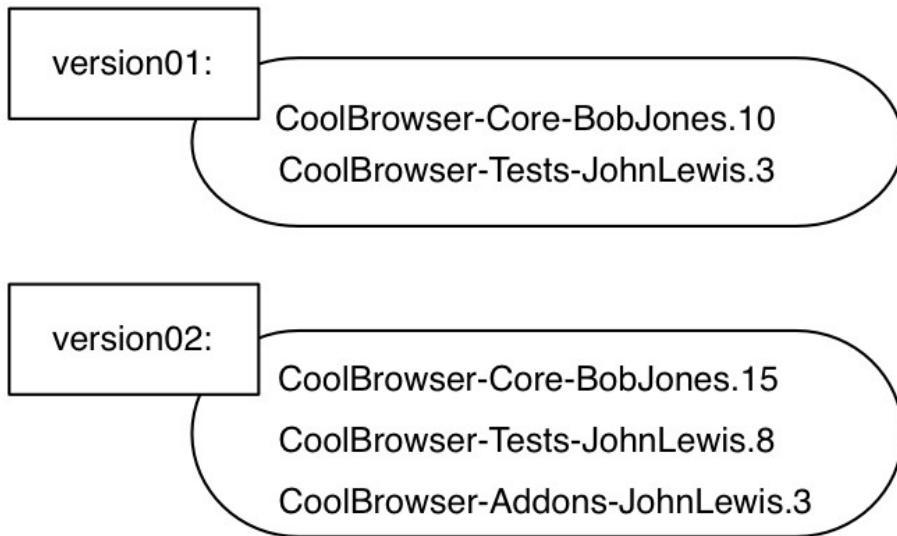 version01:
CoolBrowser-Core-BobJones.10
CoolBrowser-Tests-JohnLewis.3
version02:
CoolBrowser-Core-BobJones.15
CoolBrowser-Tests-JohnLewis.8
CoolBrowser-Addons-JohnLewis.3